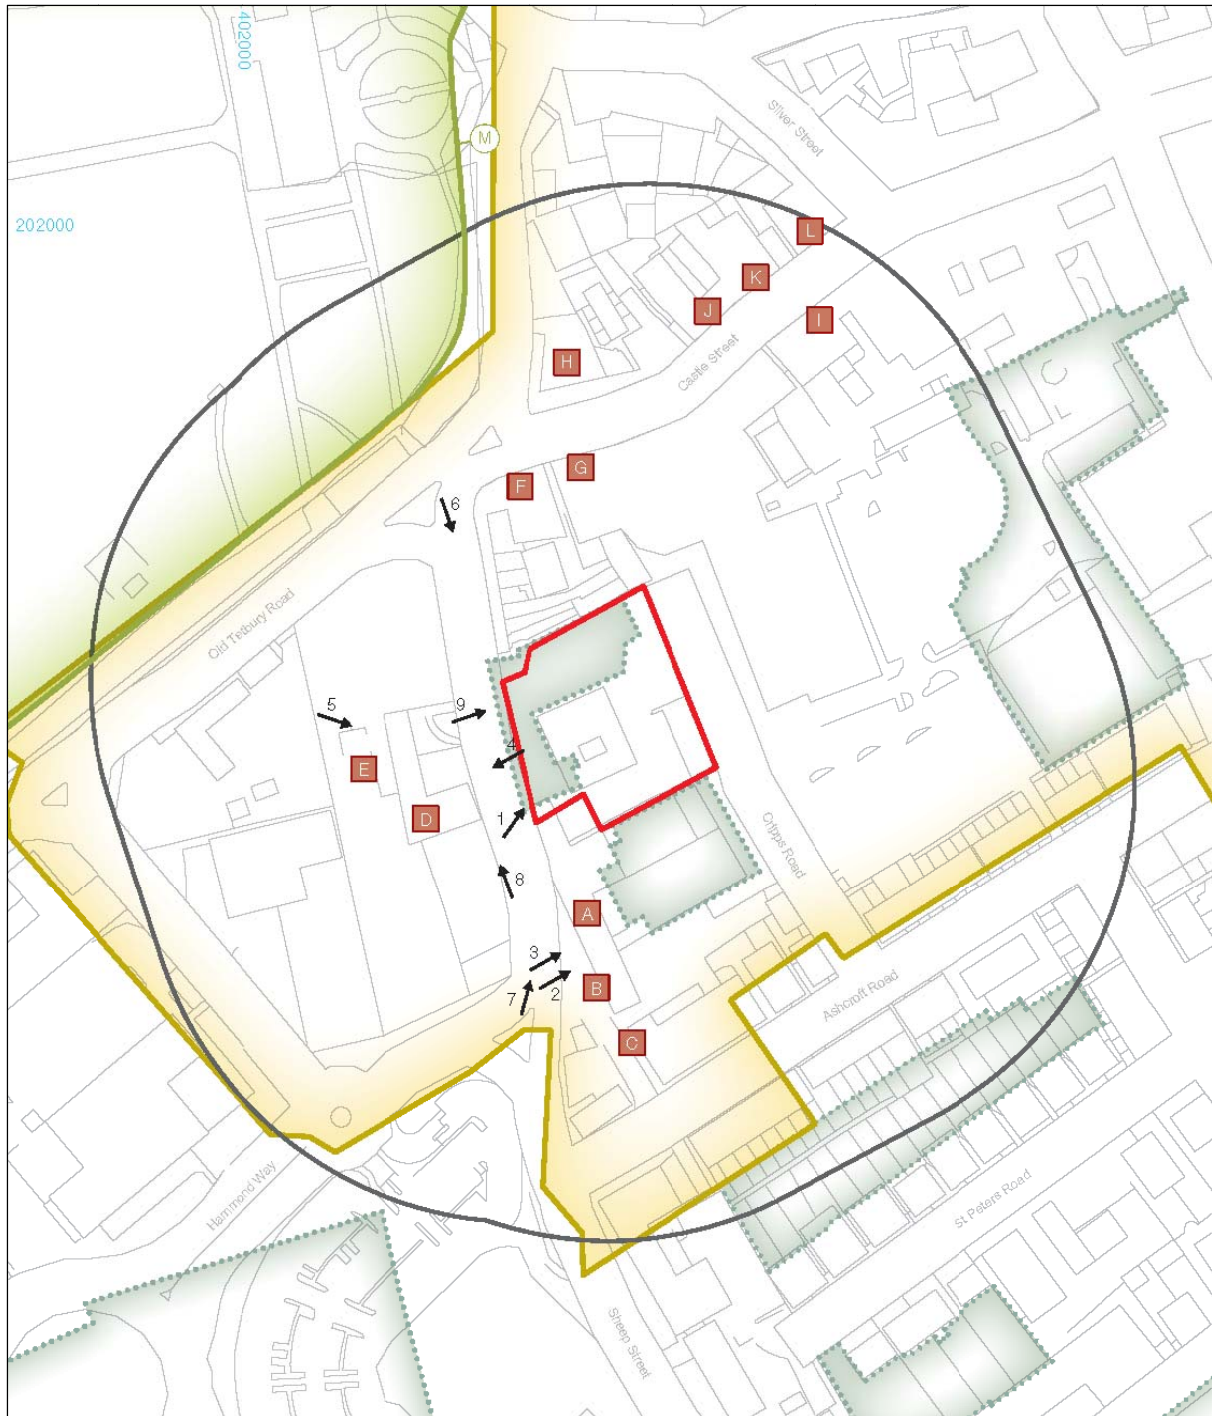 402000
M
Silver Street
202000
L
K
J
I
Castle Street
H
G
F
6
Old Tetbury Road
5
9
4
E
D
1
Cripps Road
8
A
3
B
2
7
Ashcroft Road
C
Hammond Way
St Peters Road
Sheep Street